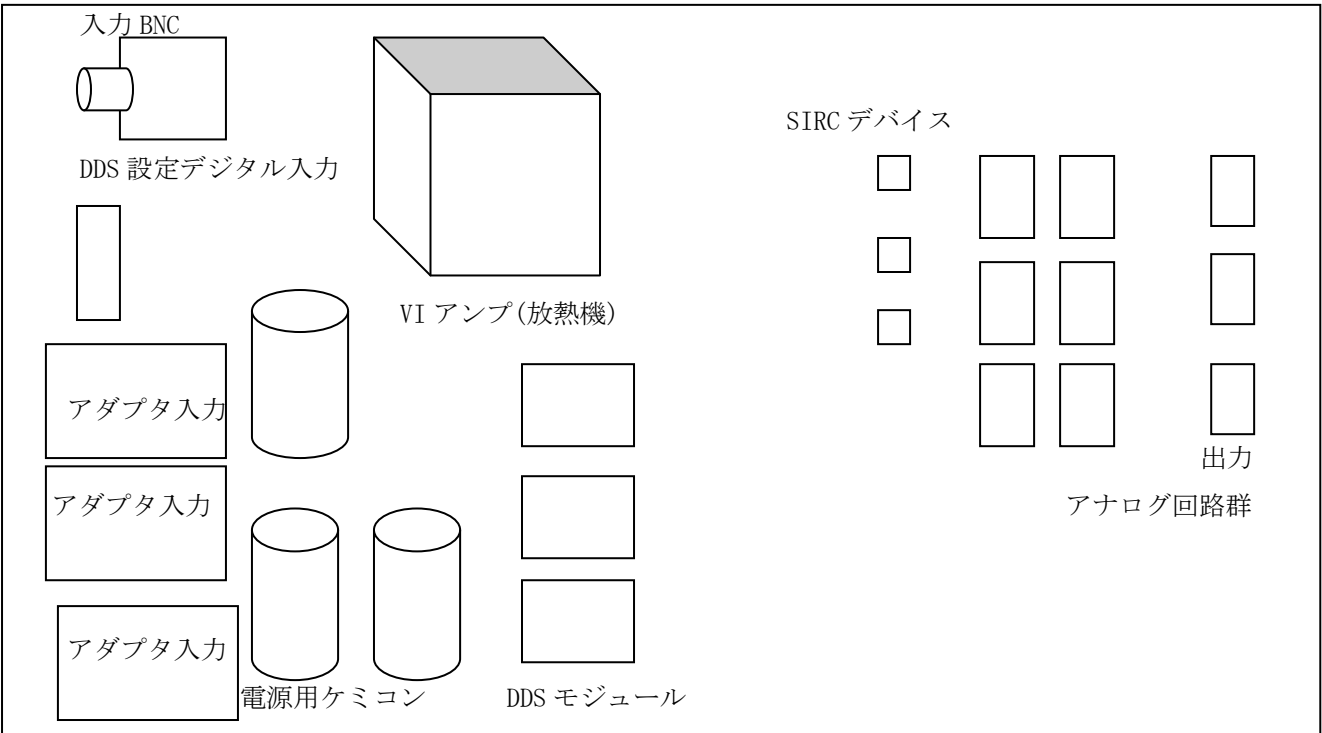 入力 BNC
SIRC デバイス
DDS 設定デジタル入力
VI アンプ(放熱機)
アダプタ入力
出力
アダプタ入力
アナログ回路群
アダプタ入力
電源用ケミコン
DDS モジュール